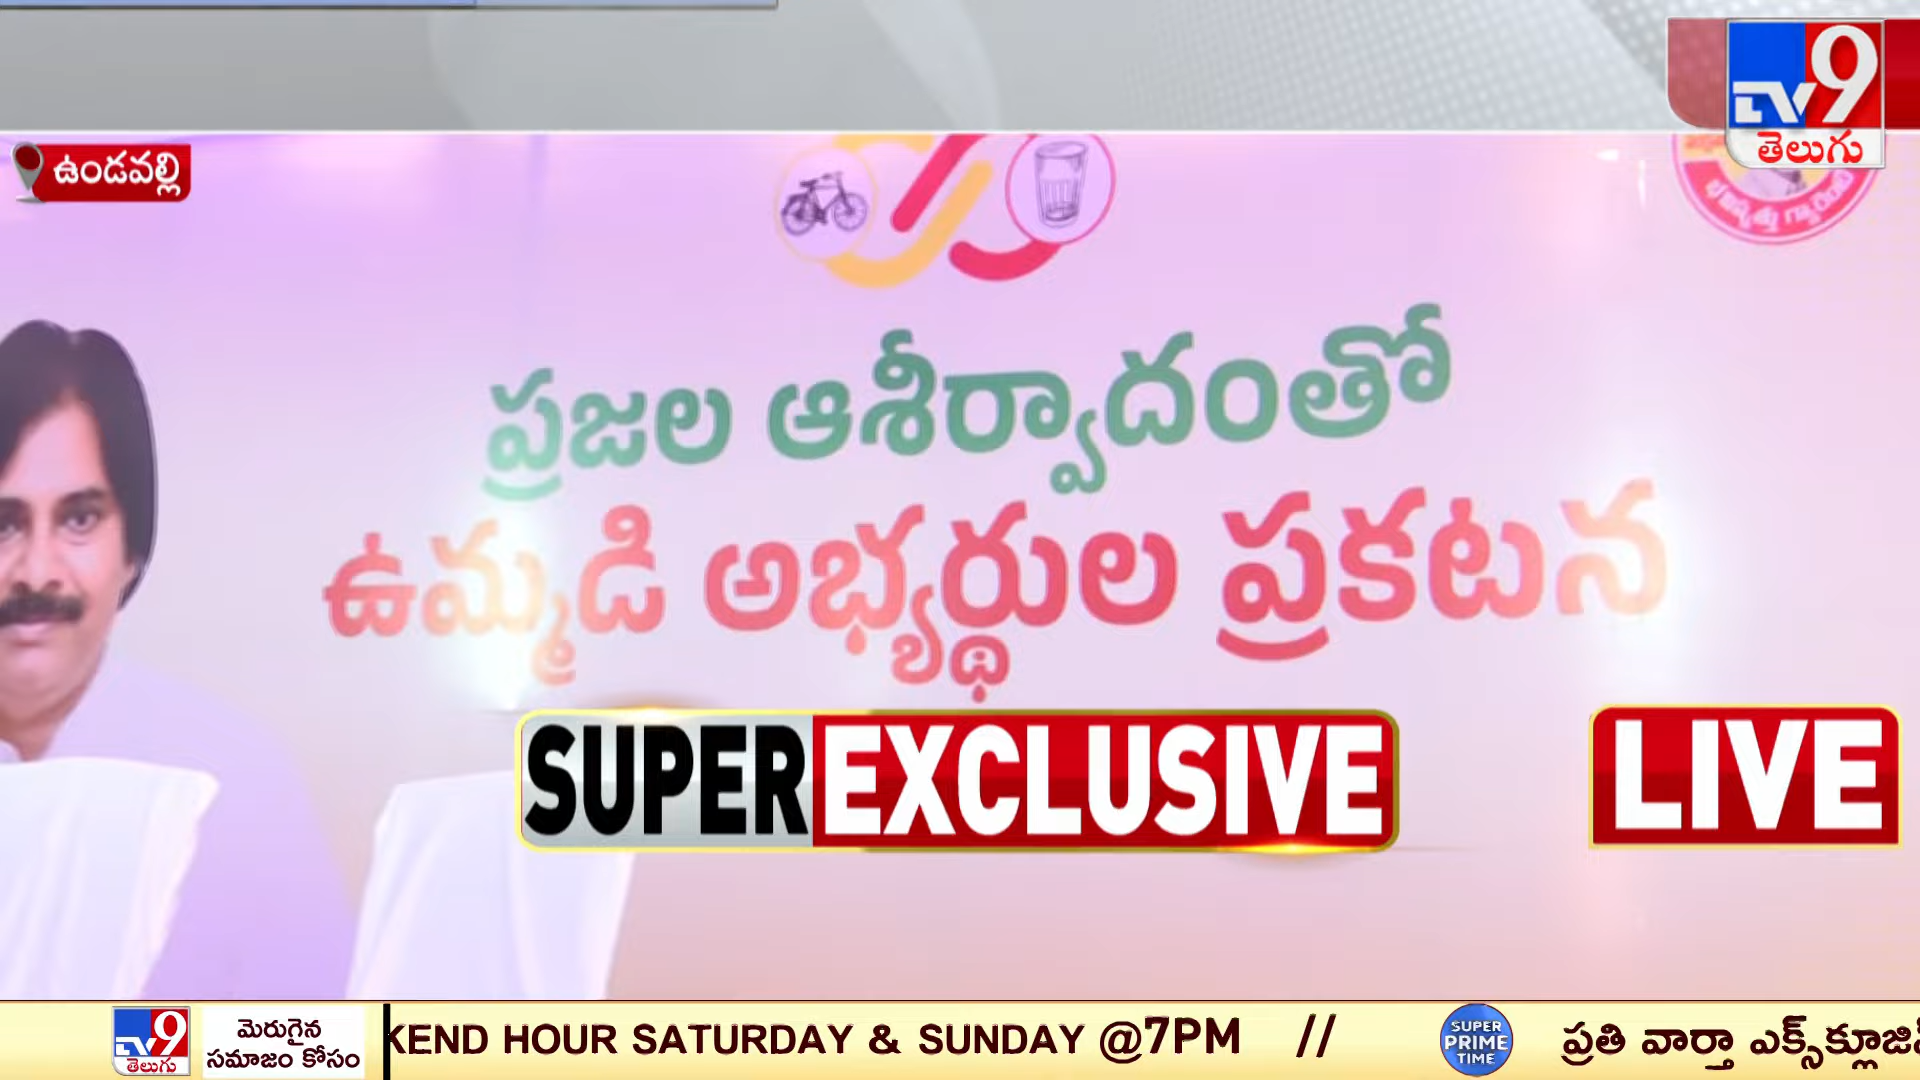 TV9
తెలుగు
ఉండవల్లి
ప్రజల ఆశీర్వాదంతో
ఉమ్మడి అభ్యర్థుల ప్రకటన
SUPER EXCLUSIVE
LIVE
TV9
తెలుగు
మెరుగైన
సమాజం కోసం
KEND HOUR SATURDAY & SUNDAY @7PM //
SUPER
PRIME
TIME
ప్రతి వార్తా ఎక్స్‌క్లూజి